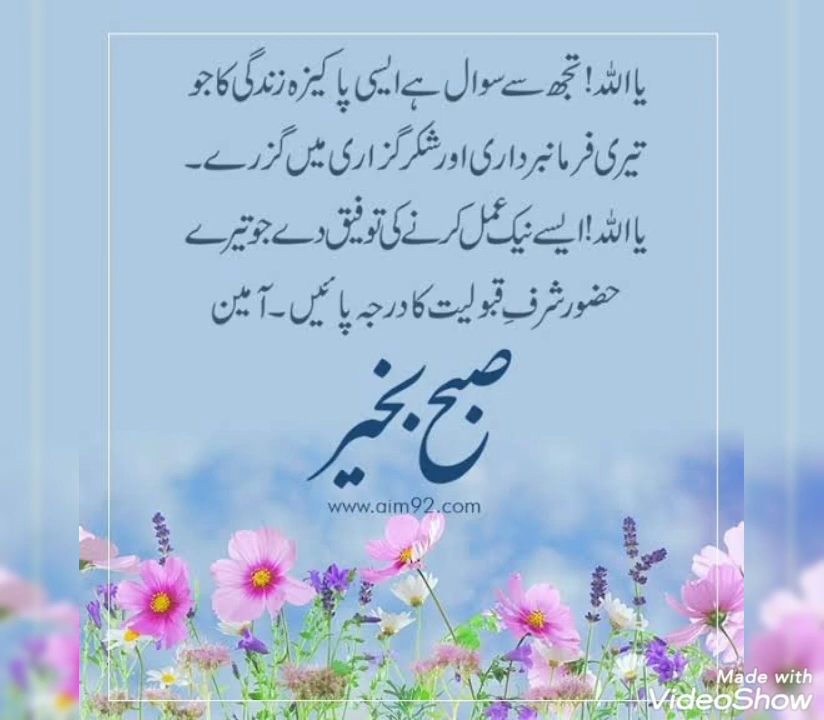 یا اللہ! تجھ سے سوال ہے ایسی پاکیزہ زندگی کا جو
تیری فرمانبرداری اور شکر گزاری میں گزرے۔
یا اللہ! ایسے نیک عمل کرنے کی توفیق دے جو تیرے
حضور شرفِ قبولیت کا درجہ پائیں۔ آمین
صبح بخیر
www.aim92.com
Made with
VideoShow